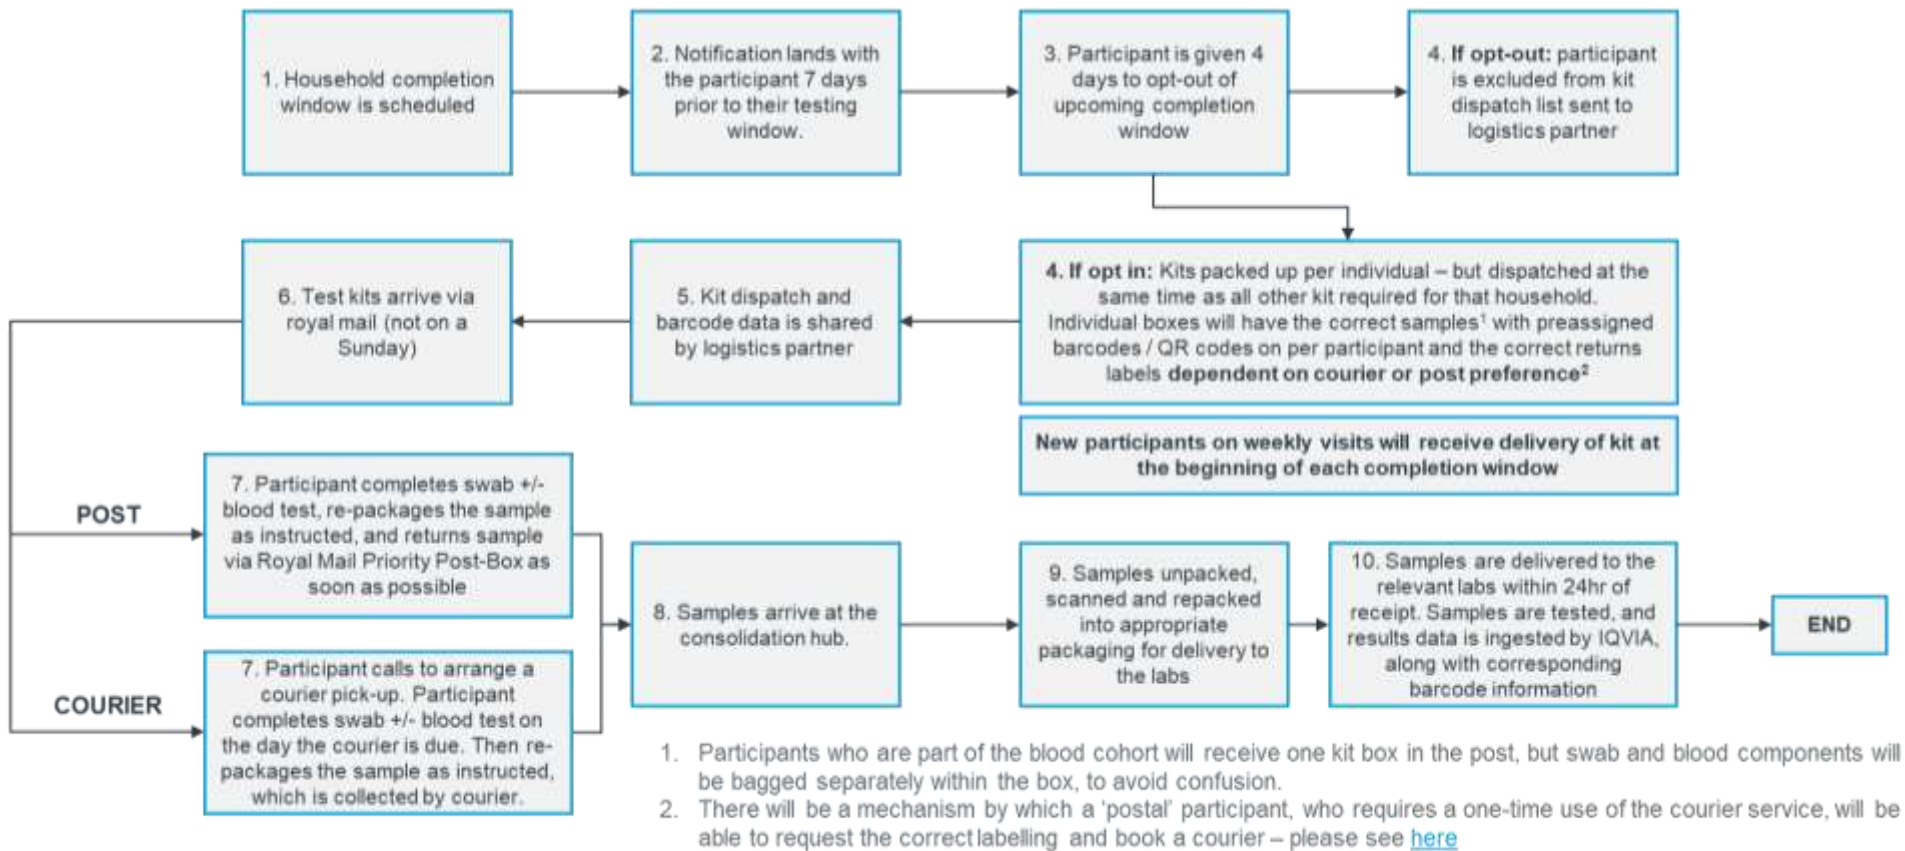 1. Household completion
window is scheduled
2. Notification lands with
the participant 7 days
prior to their testing
window.
3. Participant is given 4
days to opt-out of
upcoming completion
window
4. If opt-out: participant
is excluded from kit
dispatch list sent to
logistics partner
4. If opt in: Kits packed up per individual – but dispatched at the
same time as all other kit required for that household.
Individual boxes will have the correct samples¹ with preassigned
barcodes / QR codes on per participant and the correct returns
labels dependent on courier or post preference²
New participants on weekly visits will receive delivery of kit at
the beginning of each completion window
5. Kit dispatch and
barcode data is shared
by logistics partner
6. Test kits arrive via
royal mail (not on a
Sunday)
POST
7. Participant completes swab +/-
blood test, re-packages the sample
as instructed, and returns sample
via Royal Mail Priority Post-Box as
soon as possible
COURIER
7. Participant calls to arrange a
courier pick-up. Participant
completes swab +/- blood test on
the day the courier is due. Then re-
packages the sample as instructed,
which is collected by courier.
8. Samples arrive at the
consolidation hub.
9. Samples unpacked,
scanned and repacked
into appropriate
packaging for delivery to
the labs
10. Samples are delivered to the
relevant labs within 24hr of
receipt. Samples are tested, and
results data is ingested by IQVIA,
along with corresponding
barcode information
END
1. Participants who are part of the blood cohort will receive one kit box in the post, but swab and blood components will
be bagged separately within the box, to avoid confusion.
2. There will be a mechanism by which a 'postal' participant, who requires a one-time use of the courier service, will be
able to request the correct labelling and book a courier – please see here